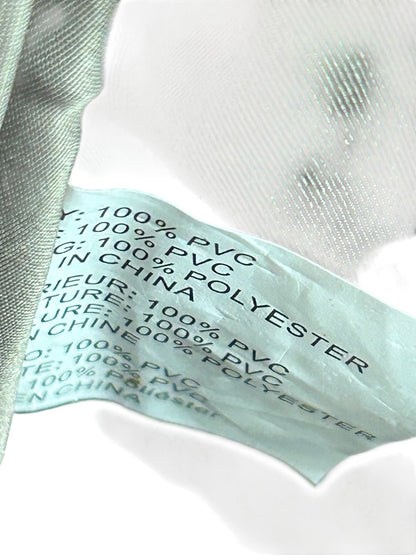 Y: 100% PVC
: 100% PVC
G: 100% POLYESTER
IN CHINA
RIEUR: 100% PVC
TURE: 100% PVC
URE: 100% POLYESTER
N CHINE
O: 100% PVC
TE: 100% PVC
100% Poliéster
EN CHINA